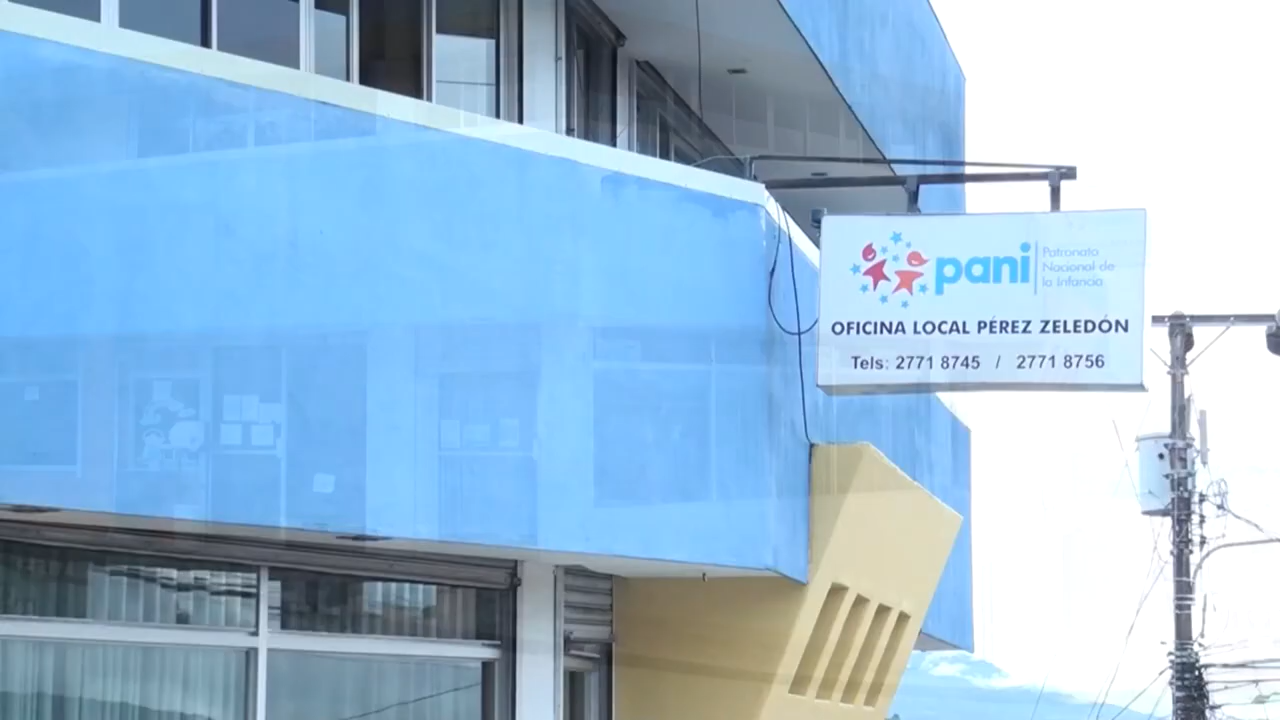 pani
Patronato
Nacional de
la Infancia
OFICINA LOCAL PÉREZ ZELEDÓN
Tels: 2771 8745 / 2771 8756